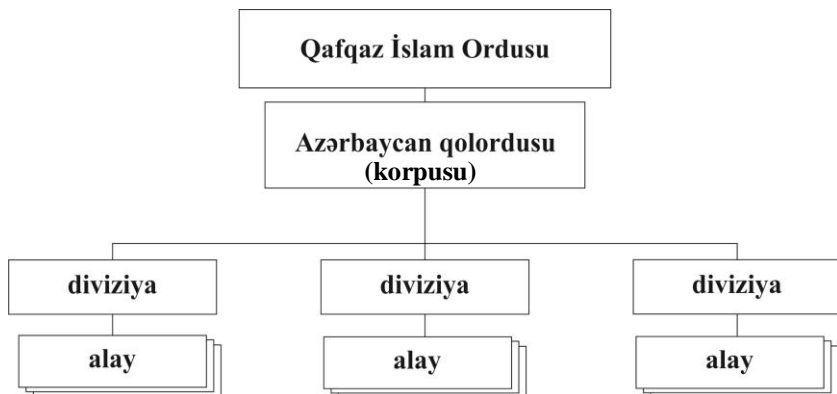 Qafqaz İslam Ordusu
Azərbaycan qolordusu
(korpusu)
diviziya
diviziya
diviziya
alay
alay
alay